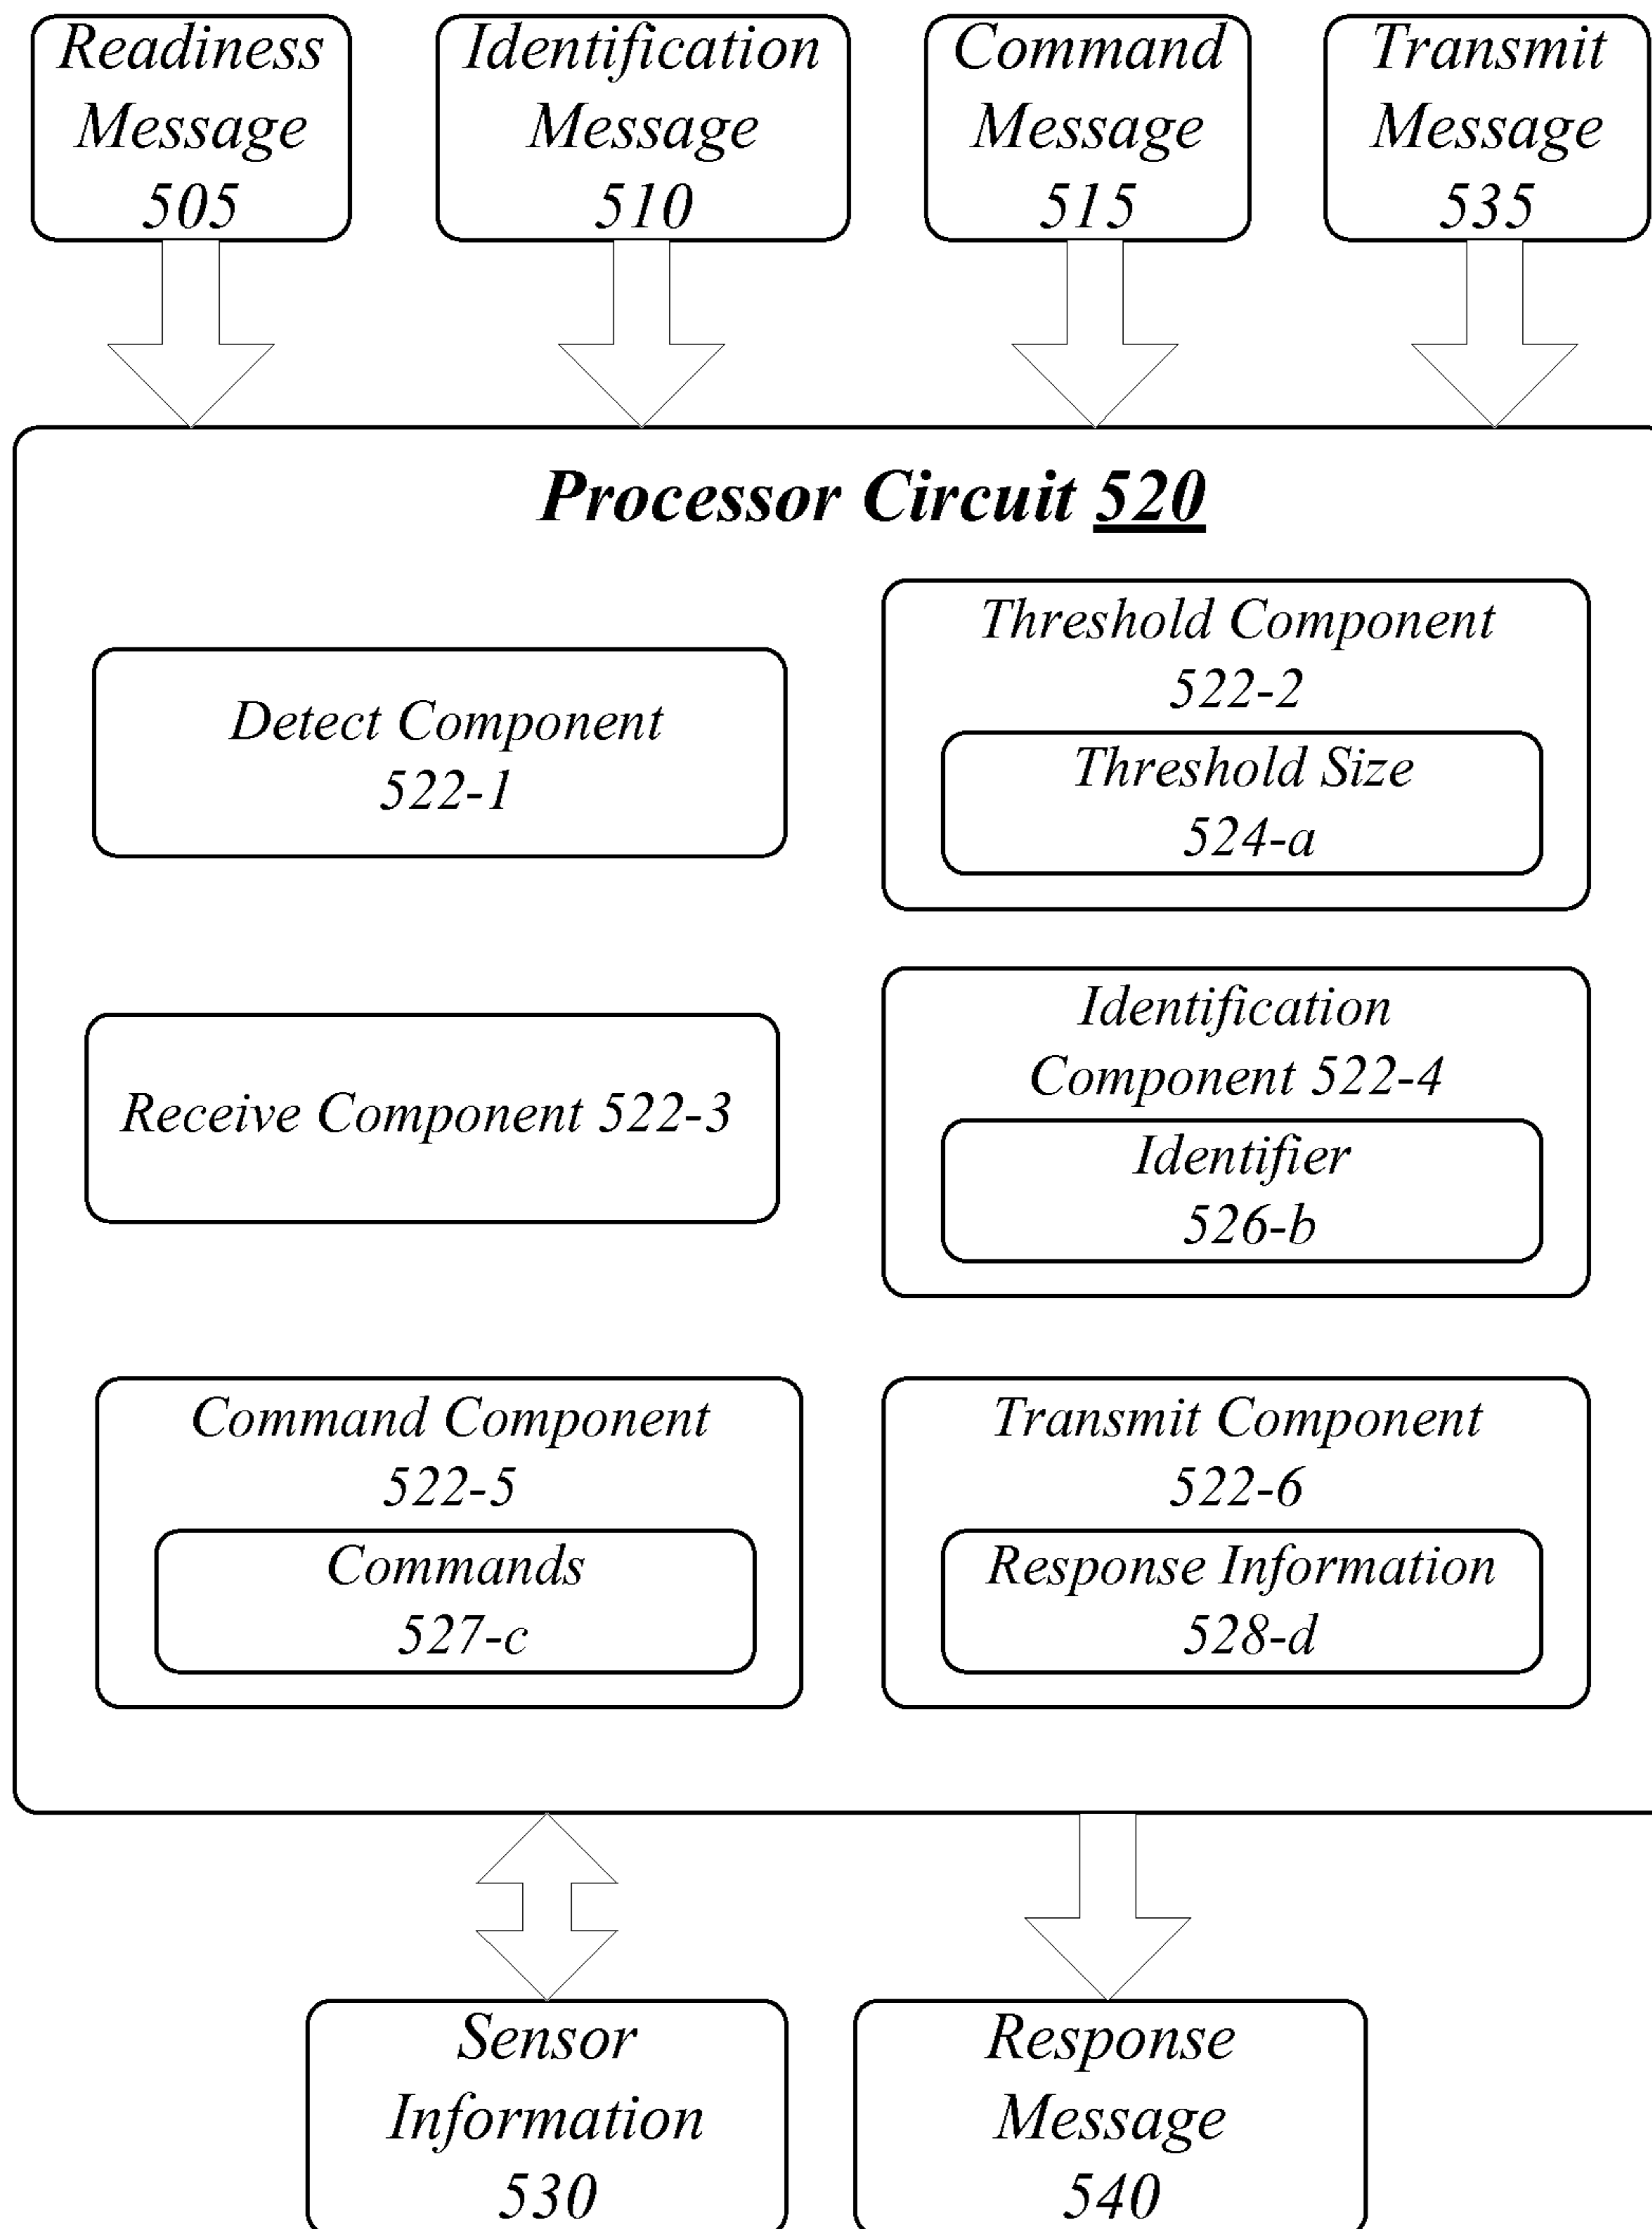 Readiness
Message
505
Identification
Message
510
Command
Message
515
Transmit
Message
535
Processor Circuit 520
Detect Component
522-1
Threshold Component
522-2
Threshold Size
524-a
Receive Component 522-3
Identification
Component 522-4
Identifier
526-b
Command Component
522-5
Commands
527-c
Transmit Component
522-6
Response Information
528-d
Sensor
Information
530
Response
Message
540